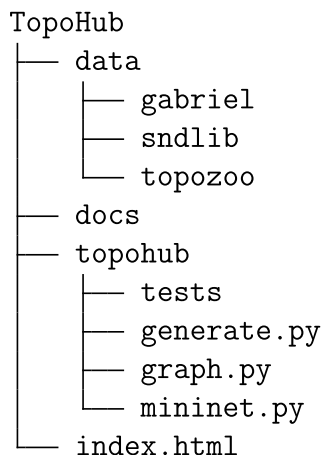 TopoHub
data
gabriel
sndlib
topozoo
docs
topohub
tests
generate.py
graph.py
mininet.py
index.html